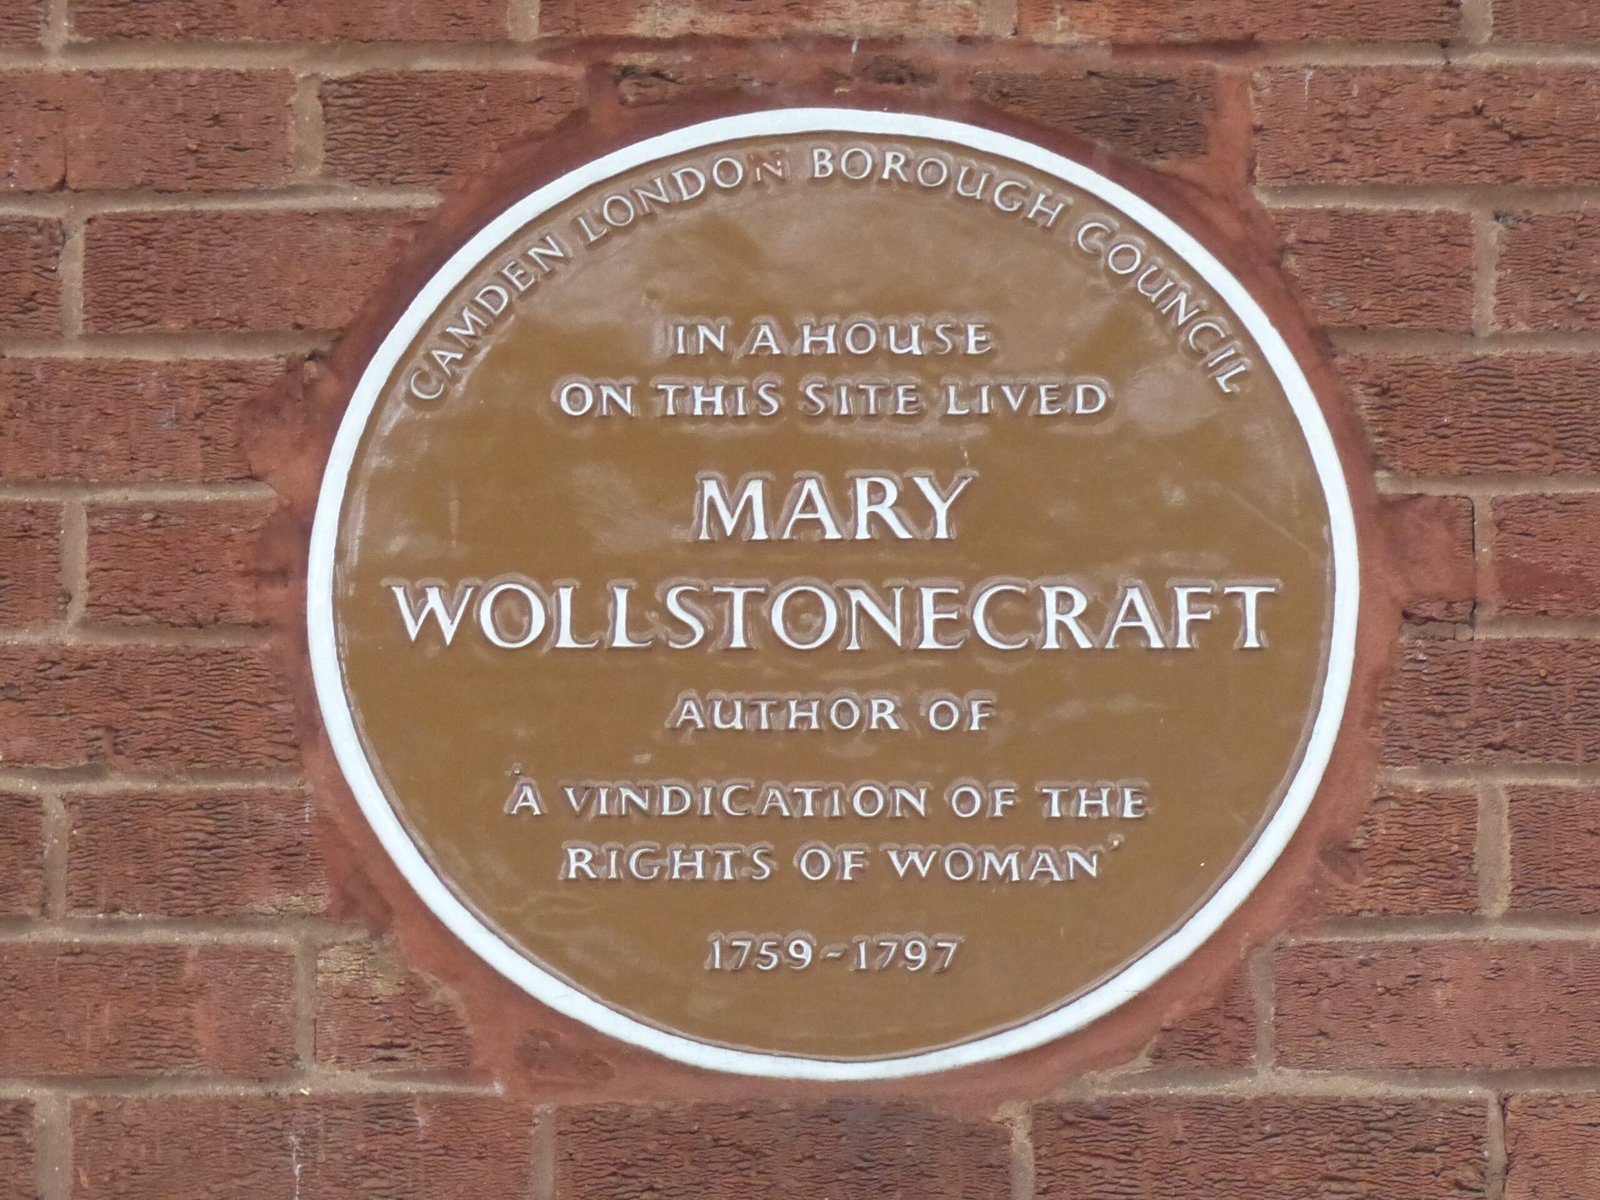 CAMDEN LONDON BOROUGH COUNCIL
IN A HOUSE
ON THIS SITE LIVED
MARY
WOLLSTONECRAFT
AUTHOR OF
'A VINDICATION OF THE
RIGHTS OF WOMAN'
1759-1797